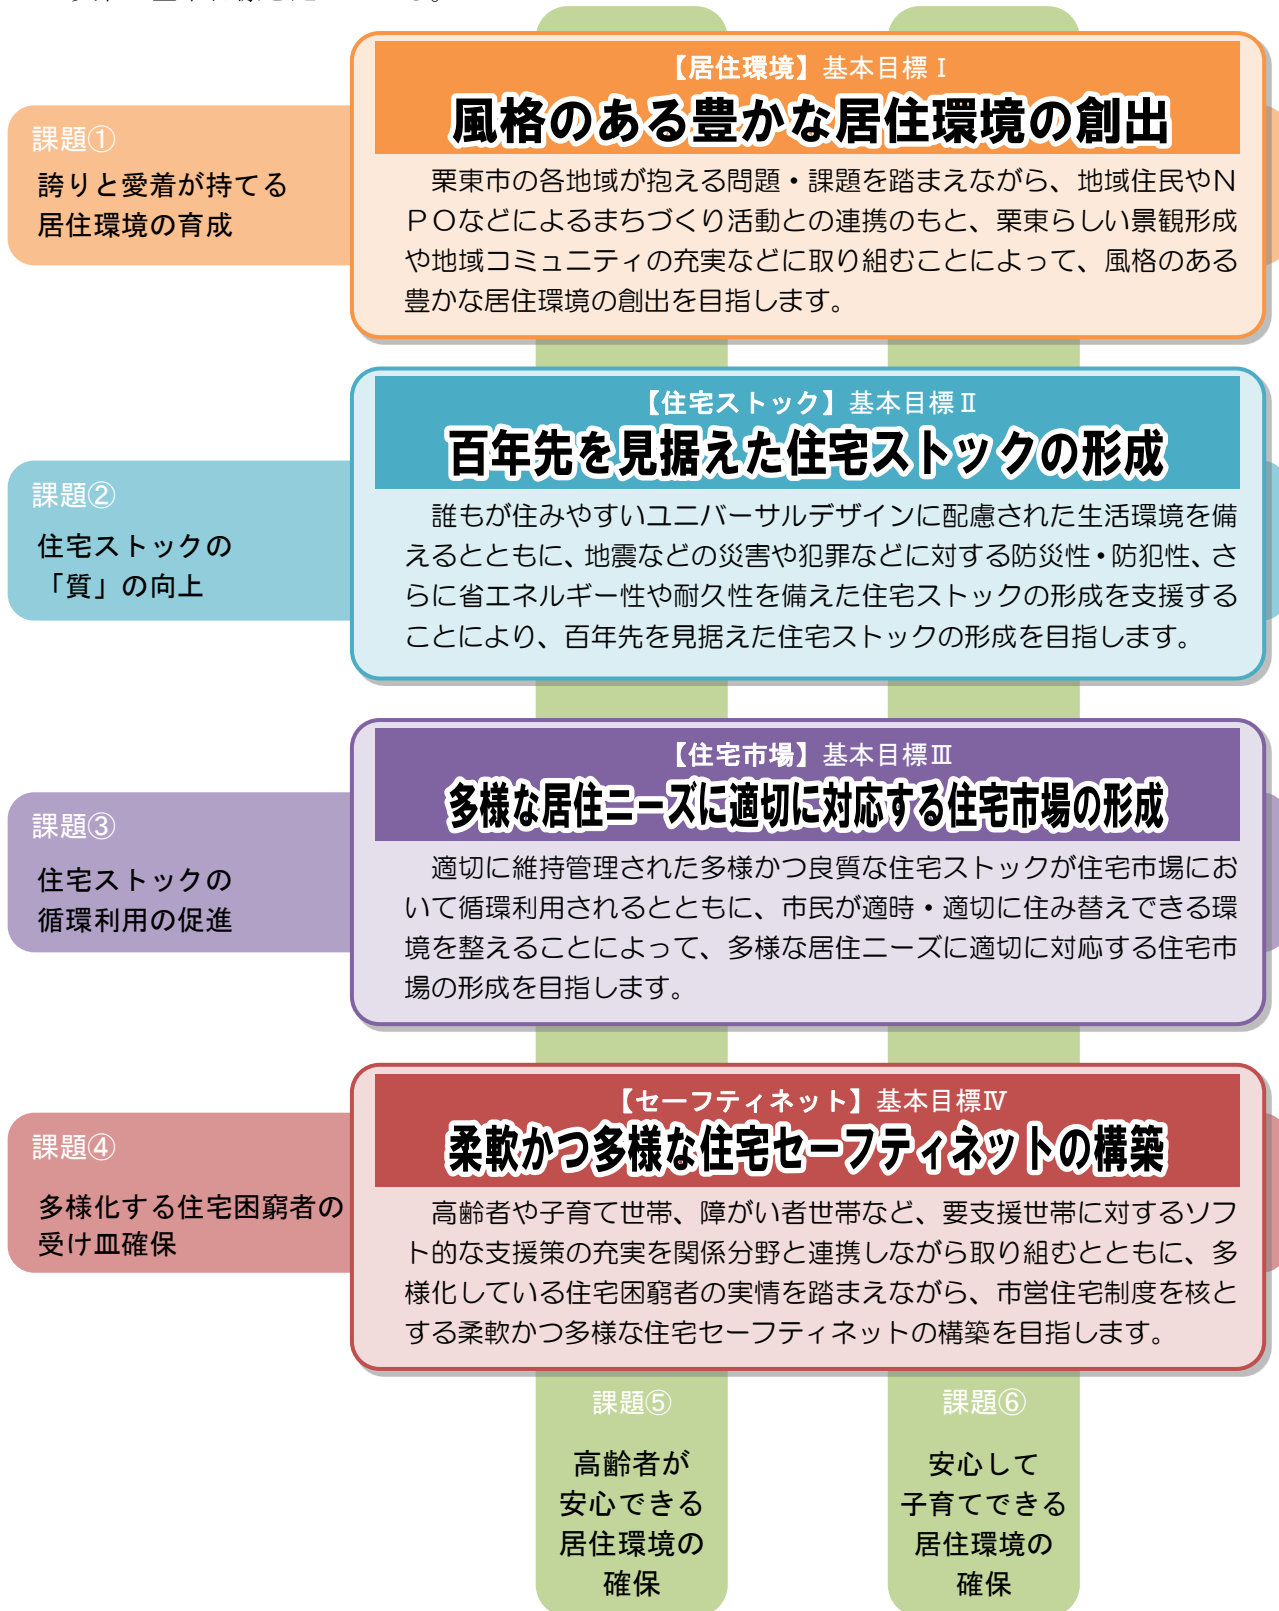 課題①
誇りと愛着が持てる
居住環境の育成
【居住環境】基本目標Ⅰ
風格のある豊かな居住環境の創出
栗東市の各地域が抱える問題・課題を踏まえながら、地域住民やN
POなどによるまちづくり活動との連携のもと、栗東らしい景観形成
や地域コミュニティの充実などに取り組むことによって、風格のある
豊かな居住環境の創出を目指します。
課題②
住宅ストックの
「質」の向上
【住宅ストック】基本目標Ⅱ
百年先を見据えた住宅ストックの形成
誰もが住みやすいユニバーサルデザインに配慮された生活環境を備
えるとともに、地震などの災害や犯罪などに対する防災性・防犯性、さ
らに省エネルギー性や耐久性を備えた住宅ストックの形成を支援する
ことにより、百年先を見据えた住宅ストックの形成を目指します。
課題③
住宅ストックの
循環利用の促進
【住宅市場】基本目標Ⅲ
多様な居住ニーズに適切に対応する住宅市場の形成
適切に維持管理された多様かつ良質な住宅ストックが住宅市場にお
いて循環利用されるとともに、市民が適時・適切に住み替えできる環
境を整えることによって、多様な居住ニーズに適切に対応する住宅市
場の形成を目指します。
課題④
多様化する住宅困窮者の
受け皿確保
【セーフティネット】基本目標Ⅳ
柔軟かつ多様な住宅セーフティネットの構築
高齢者や子育て世帯、障がい者世帯など、要支援世帯に対するソフ
ト的な支援策の充実を関係分野と連携しながら取り組むとともに、多
様化している住宅困窮者の実情を踏まえながら、市営住宅制度を核と
する柔軟かつ多様な住宅セーフティネットの構築を目指します。
課題⑤
高齢者が
安心できる
居住環境の
確保
課題⑥
安心して
子育てできる
居住環境の
確保